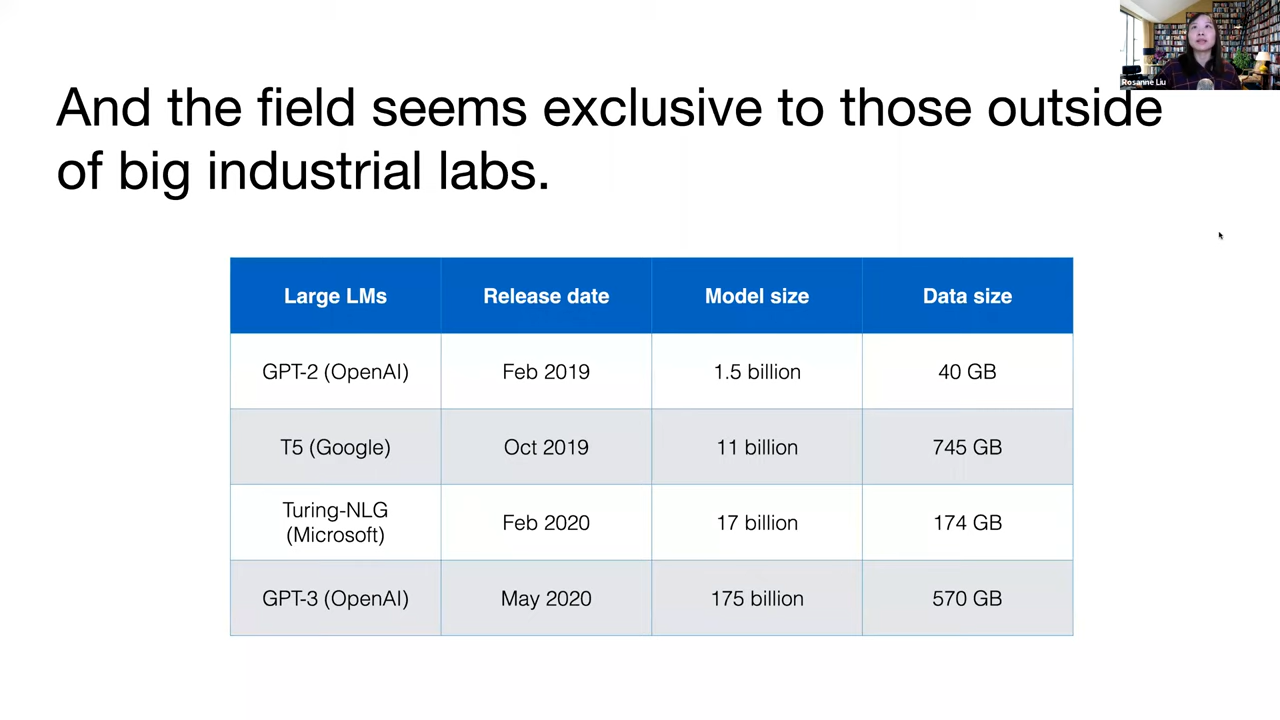 Rosanne Liu
And the field seems exclusive to those outside
of big industrial labs.
Large LMs
Release date
Model size
Data size
GPT-2 (OpenAI)
Feb 2019
1.5 billion
40 GB
T5 (Google)
Oct 2019
11 billion
745 GB
Turing-NLG
(Microsoft)
Feb 2020
17 billion
174 GB
GPT-3 (OpenAI)
May 2020
175 billion
570 GB